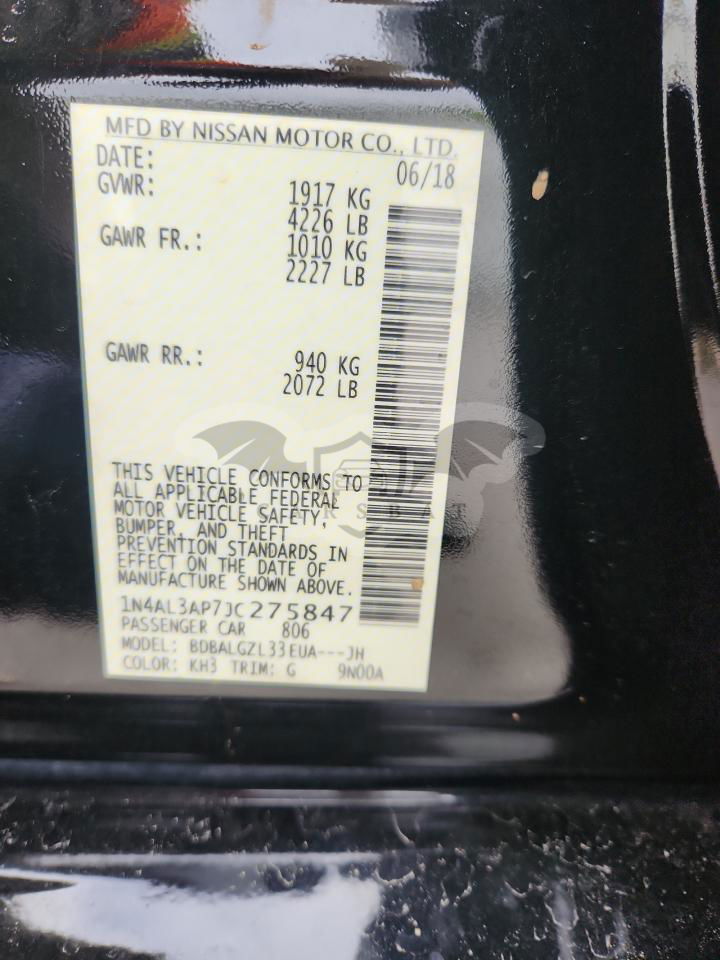 MFD BY NISSAN MOTOR CO., LTD.
DATE: 06/18
GVWR: 1917 KG
4226 LB
GAWR FR.: 1010 KG
2227 LB
GAWR RR.: 940 KG
2072 LB
THIS VEHICLE CONFORMS TO
ALL APPLICABLE FEDERAL
MOTOR VEHICLE SAFETY,
BUMPER, AND THEFT
PREVENTION STANDARDS IN
EFFECT ON THE DATE OF
MANUFACTURE SHOWN ABOVE.
1N4AL3AP7JC275847
PASSENGER CAR 806
MODEL: BDBALGZL33EUA---JH
COLOR: KH3 TRIM: G 9N00A